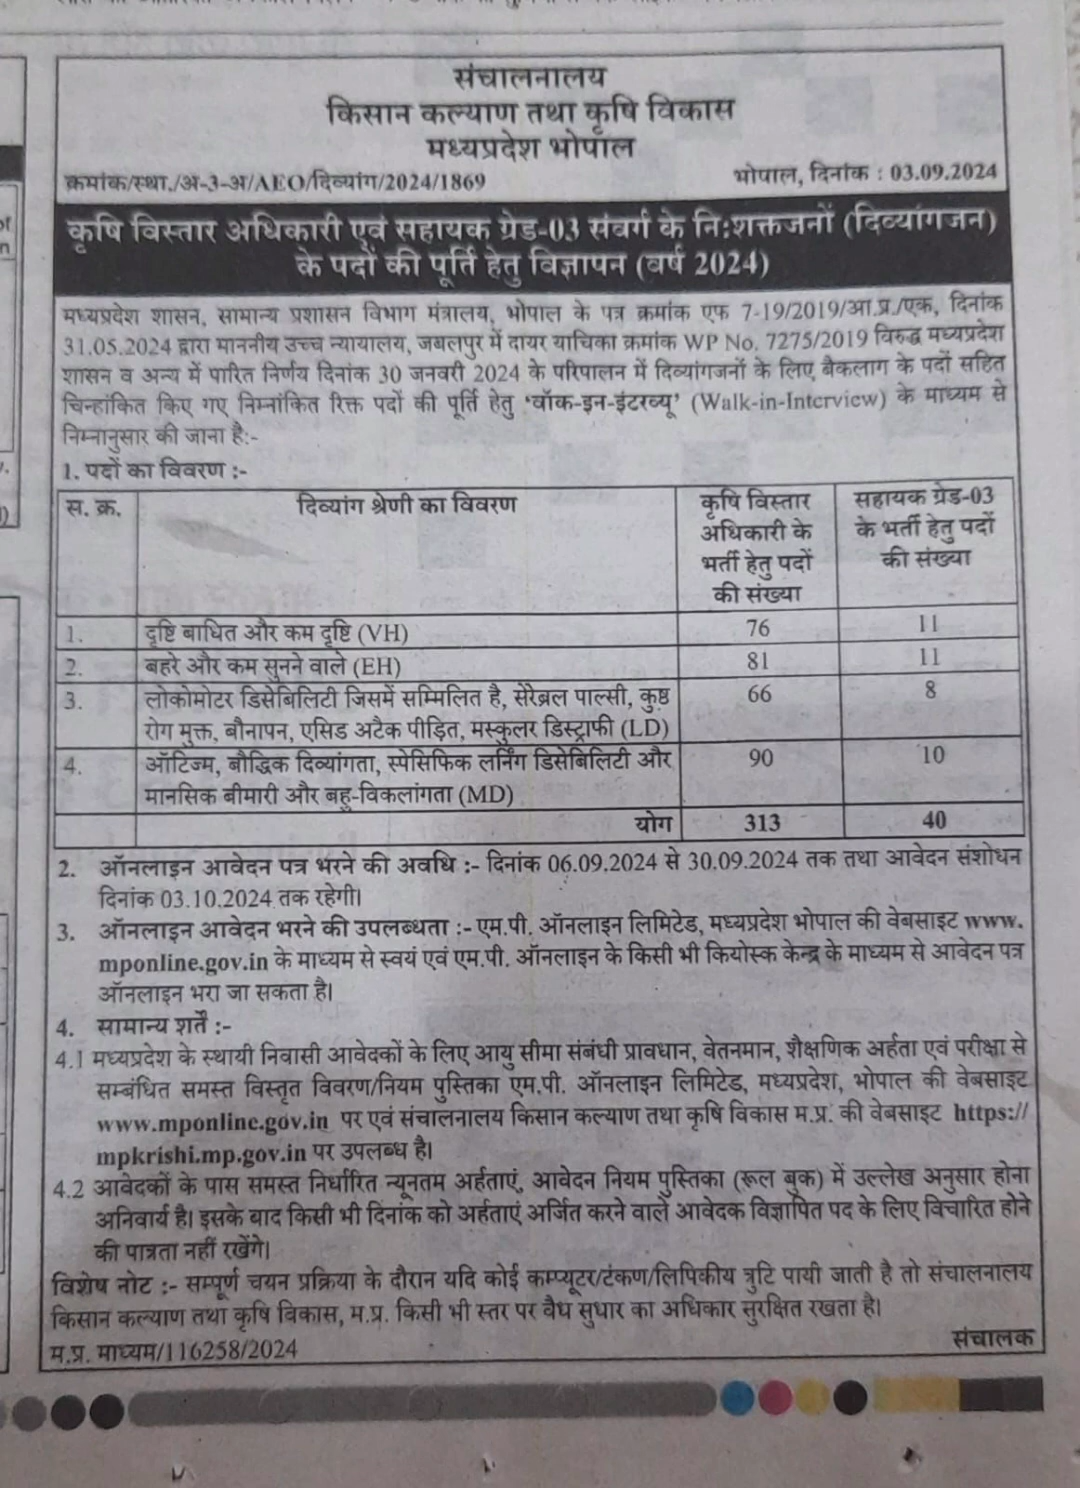 संचालनालय
किसान कल्याण तथा कृषि विकास
मध्यप्रदेश भोपाल
क्रमांक/स्था./अ-3-अ/AEO/दिव्यांग/2024/1869 भोपाल, दिनांक : 03.09.2024
कृषि विस्तार अधिकारी एवं सहायक ग्रेड-03 संवर्ग के नि:शक्तजनों (दिव्यांगजन)
के पदों की पूर्ति हेतु विज्ञापन (वर्ष 2024)
मध्यप्रदेश शासन, सामान्य प्रशासन विभाग मंत्रालय, भोपाल के पत्र क्रमांक एफ 7-19/2019/आ.प्र./एक, दिनांक
31.05.2024 द्वारा माननीय उच्च न्यायालय, जबलपुर में दायर याचिका क्रमांक WP No. 7275/2019 विरुद्ध मध्यप्रदेश
शासन व अन्य में पारित निर्णय दिनांक 30 जनवरी 2024 के परिपालन में दिव्यांगजनों के लिए बैकलाग के पदों सहित
चिन्हांकित किए गए निम्नांकित रिक्त पदों की पूर्ति हेतु ‘वॉक-इन-इंटरव्यू’ (Walk-in-Interview) के माध्यम से
निम्नानुसार की जाना है:-
1. पदों का विवरण :-
स. क्र. दिव्यांग श्रेणी का विवरण कृषि विस्तार अधिकारी के भर्ती हेतु पदों की संख्या सहायक ग्रेड-03 के भर्ती हेतु पदों की संख्या
1. दृष्टि बाधित और कम दृष्टि (VH) 76 11
2. बहरे और कम सुनने वाले (EH) 81 11
3. लोकोमोटर डिसेबिलिटी जिसमें सम्मिलित है, सेरेब्रल पाल्सी, कुष्ठ 66 8
रोग मुक्त, बौनापन, एसिड अटैक पीड़ित, मस्कुलर डिस्ट्राफी (LD)
4. ऑटिज्म, बौद्धिक दिव्यांगता, स्पेसिफिक लर्निंग डिसेबिलिटी और 90 10
मानसिक बीमारी और बहु-विकलांगता (MD)
योग 313 40
2. ऑनलाइन आवेदन पत्र भरने की अवधि :- दिनांक 06.09.2024 से 30.09.2024 तक तथा आवेदन संशोधन
दिनांक 03.10.2024 तक रहेगी।
3. ऑनलाइन आवेदन भरने की उपलब्धता :- एम.पी. ऑनलाइन लिमिटेड, मध्यप्रदेश भोपाल की वेबसाइट www.
mponline.gov.in के माध्यम से स्वयं एवं एम.पी. ऑनलाइन के किसी भी कियोस्क केन्द्र के माध्यम से आवेदन पत्र
ऑनलाइन भरा जा सकता है।
4. सामान्य शर्तें :-
4.1 मध्यप्रदेश के स्थायी निवासी आवेदकों के लिए आयु सीमा संबंधी प्रावधान, वेतनमान, शैक्षणिक अर्हता एवं परीक्षा से
सम्बंधित समस्त विस्तृत विवरण/नियम पुस्तिका एम.पी. ऑनलाइन लिमिटेड, मध्यप्रदेश, भोपाल की वेबसाइट
www.mponline.gov.in पर एवं संचालनालय किसान कल्याण तथा कृषि विकास म.प्र. की वेबसाइट https://
mpkrishi.mp.gov.in पर उपलब्ध है।
4.2 आवेदकों के पास समस्त निर्धारित न्यूनतम अर्हताएं, आवेदन नियम पुस्तिका (रूल बुक) में उल्लेख अनुसार होना
अनिवार्य है। इसके बाद किसी भी दिनांक को अर्हताएं अर्जित करने वाले आवेदक विज्ञापित पद के लिए विचारित होने
की पात्रता नहीं रखेंगे।
विशेष नोट :- सम्पूर्ण चयन प्रक्रिया के दौरान यदि कोई कम्प्यूटर/टंकण/लिपिकीय त्रुटि पायी जाती है तो संचालनालय
किसान कल्याण तथा कृषि विकास, म.प्र. किसी भी स्तर पर वैध सुधार का अधिकार सुरक्षित रखता है।
म.प्र. माध्यम/116258/2024 संचालक